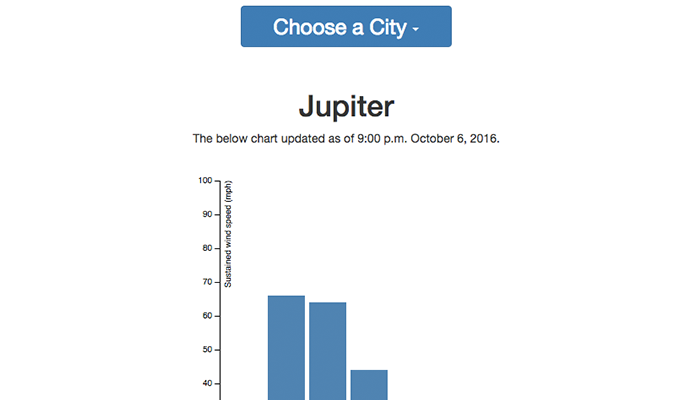 Choose a City
Jupiter
The below chart updated as of 9:00 p.m. October 6, 2016.
Sustained wind speed (mph)
100
90
80
70
60
50
40